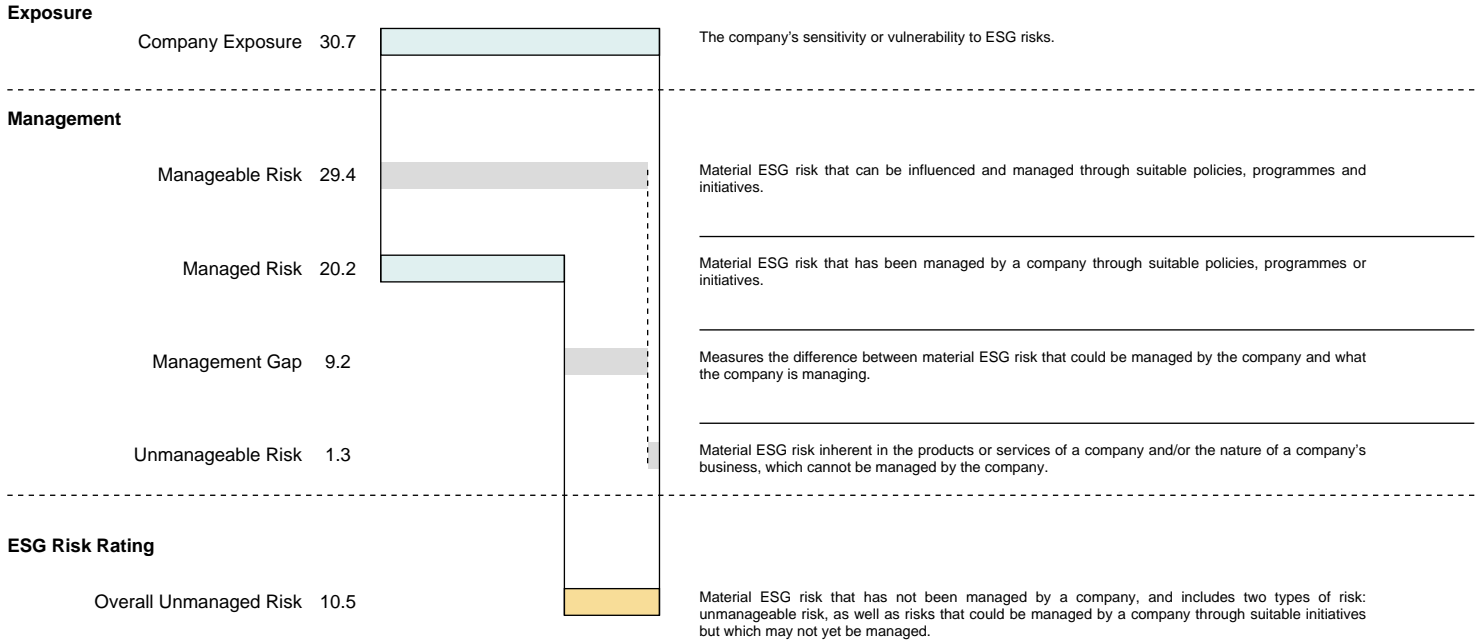 Exposure
Company Exposure 30.7
The company’s sensitivity or vulnerability to ESG risks.
Management
Manageable Risk 29.4
Material ESG risk that can be influenced and managed through suitable policies, programmes and
initiatives.
Managed Risk 20.2
Material ESG risk that has been managed by a company through suitable policies, programmes or
initiatives.
Management Gap 9.2
Measures the difference between material ESG risk that could be managed by the company and what
the company is managing.
Unmanageable Risk 1.3
Material ESG risk inherent in the products or services of a company and/or the nature of a company’s
business, which cannot be managed by the company.
ESG Risk Rating
Overall Unmanaged Risk 10.5
Material ESG risk that has not been managed by a company, and includes two types of risk:
unmanageable risk, as well as risks that could be managed by a company through suitable initiatives
but which may not yet be managed.